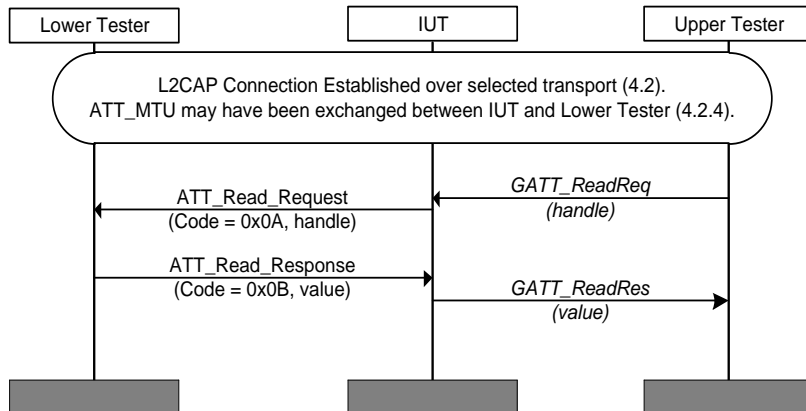 Lower Tester
IUT
Upper Tester
L2CAP Connection Established over selected transport (4.2).
ATT_MTU may have been exchanged between IUT and Lower Tester (4.2.4).
GATT_ReadReq
(handle)
ATT_Read_Request
(Code = 0x0A, handle)
ATT_Read_Response
(Code = 0x0B, value)
GATT_ReadRes
(value)